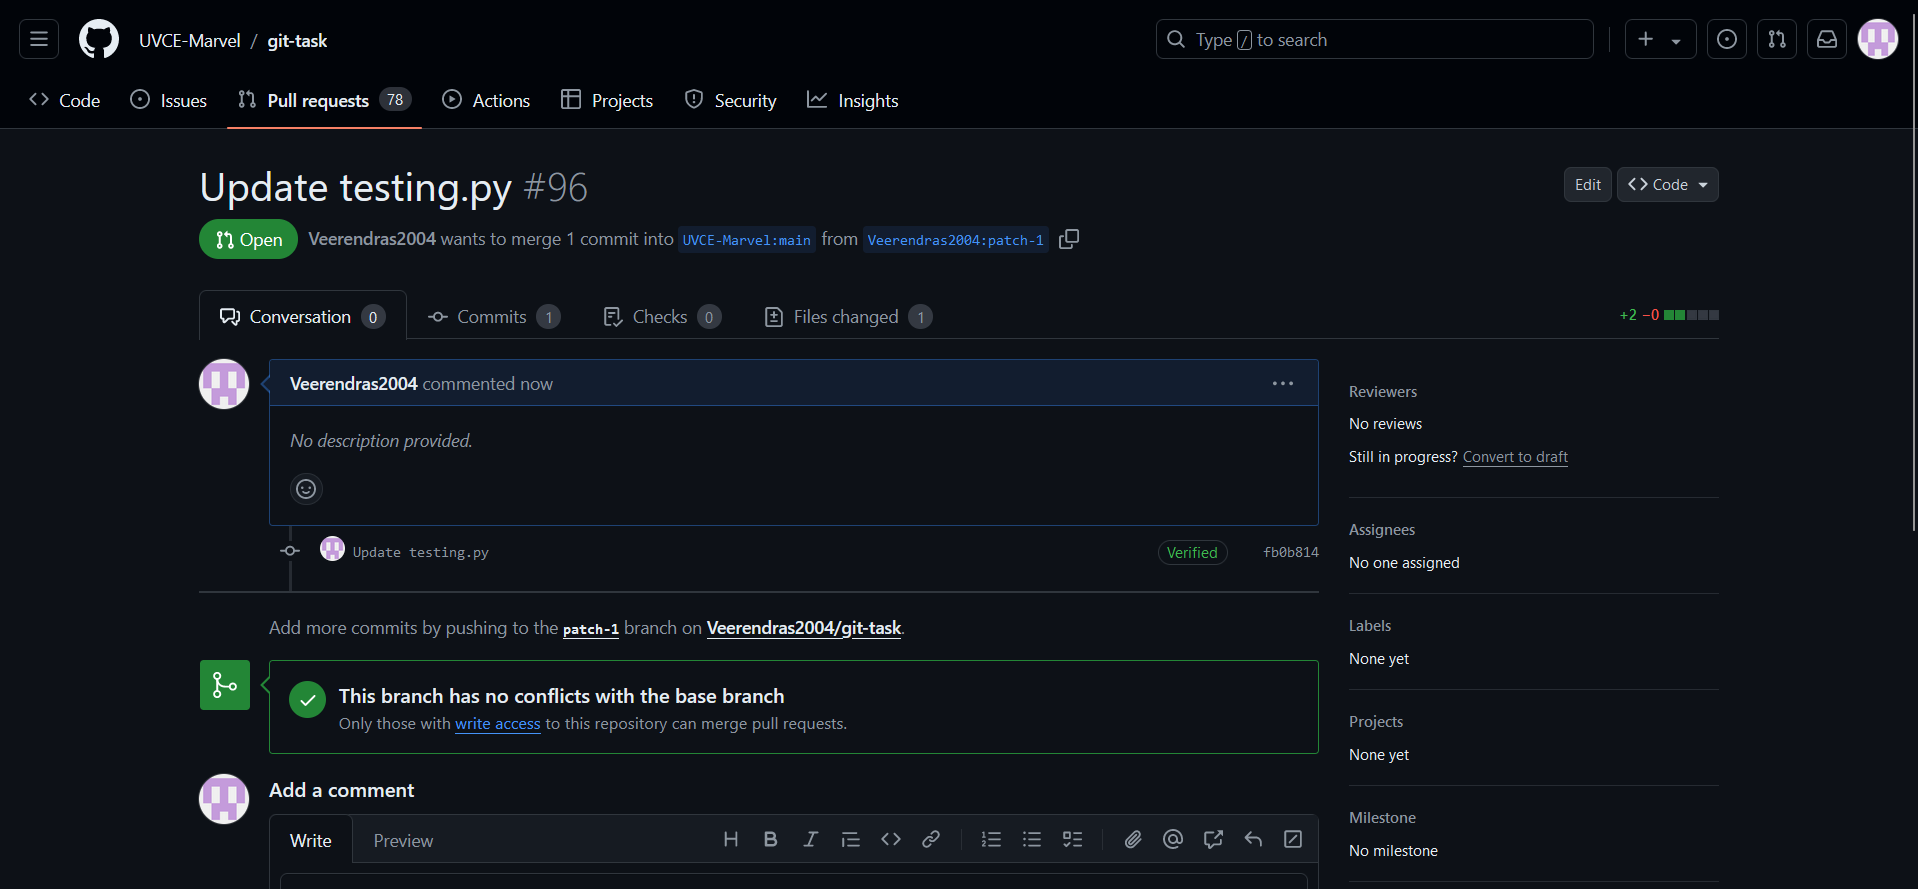 UVCE-Marvel / git-task
Type / to search
Code
Issues
Pull requests 78
Actions
Projects
Security
Insights
Update testing.py #96
Edit
Code
Open
Veerendras2004 wants to merge 1 commit into UVCE-Marvel:main from Veerendras2004:patch-1
Conversation 0
Commits 1
Checks 0
Files changed 1
+2 −0
Veerendras2004 commented now
No description provided.
Update testing.py
Verified
fb0b814
Add more commits by pushing to the patch-1 branch on Veerendras2004/git-task.
This branch has no conflicts with the base branch
Only those with write access to this repository can merge pull requests.
Add a comment
Write
Preview
Reviewers
No reviews
Still in progress? Convert to draft
Assignees
No one assigned
Labels
None yet
Projects
None yet
Milestone
No milestone